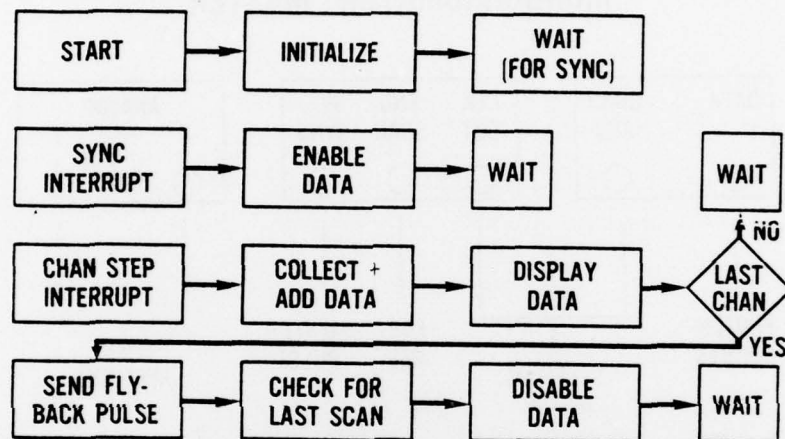 START
INITIALIZE
WAIT
(FOR SYNC)
SYNC
INTERRUPT
ENABLE
DATA
WAIT
WAIT
NO
CHAN STEP
INTERRUPT
COLLECT +
ADD DATA
DISPLAY
DATA
LAST
CHAN
YES
SEND FLY-
BACK PULSE
CHECK FOR
LAST SCAN
DISABLE
DATA
WAIT